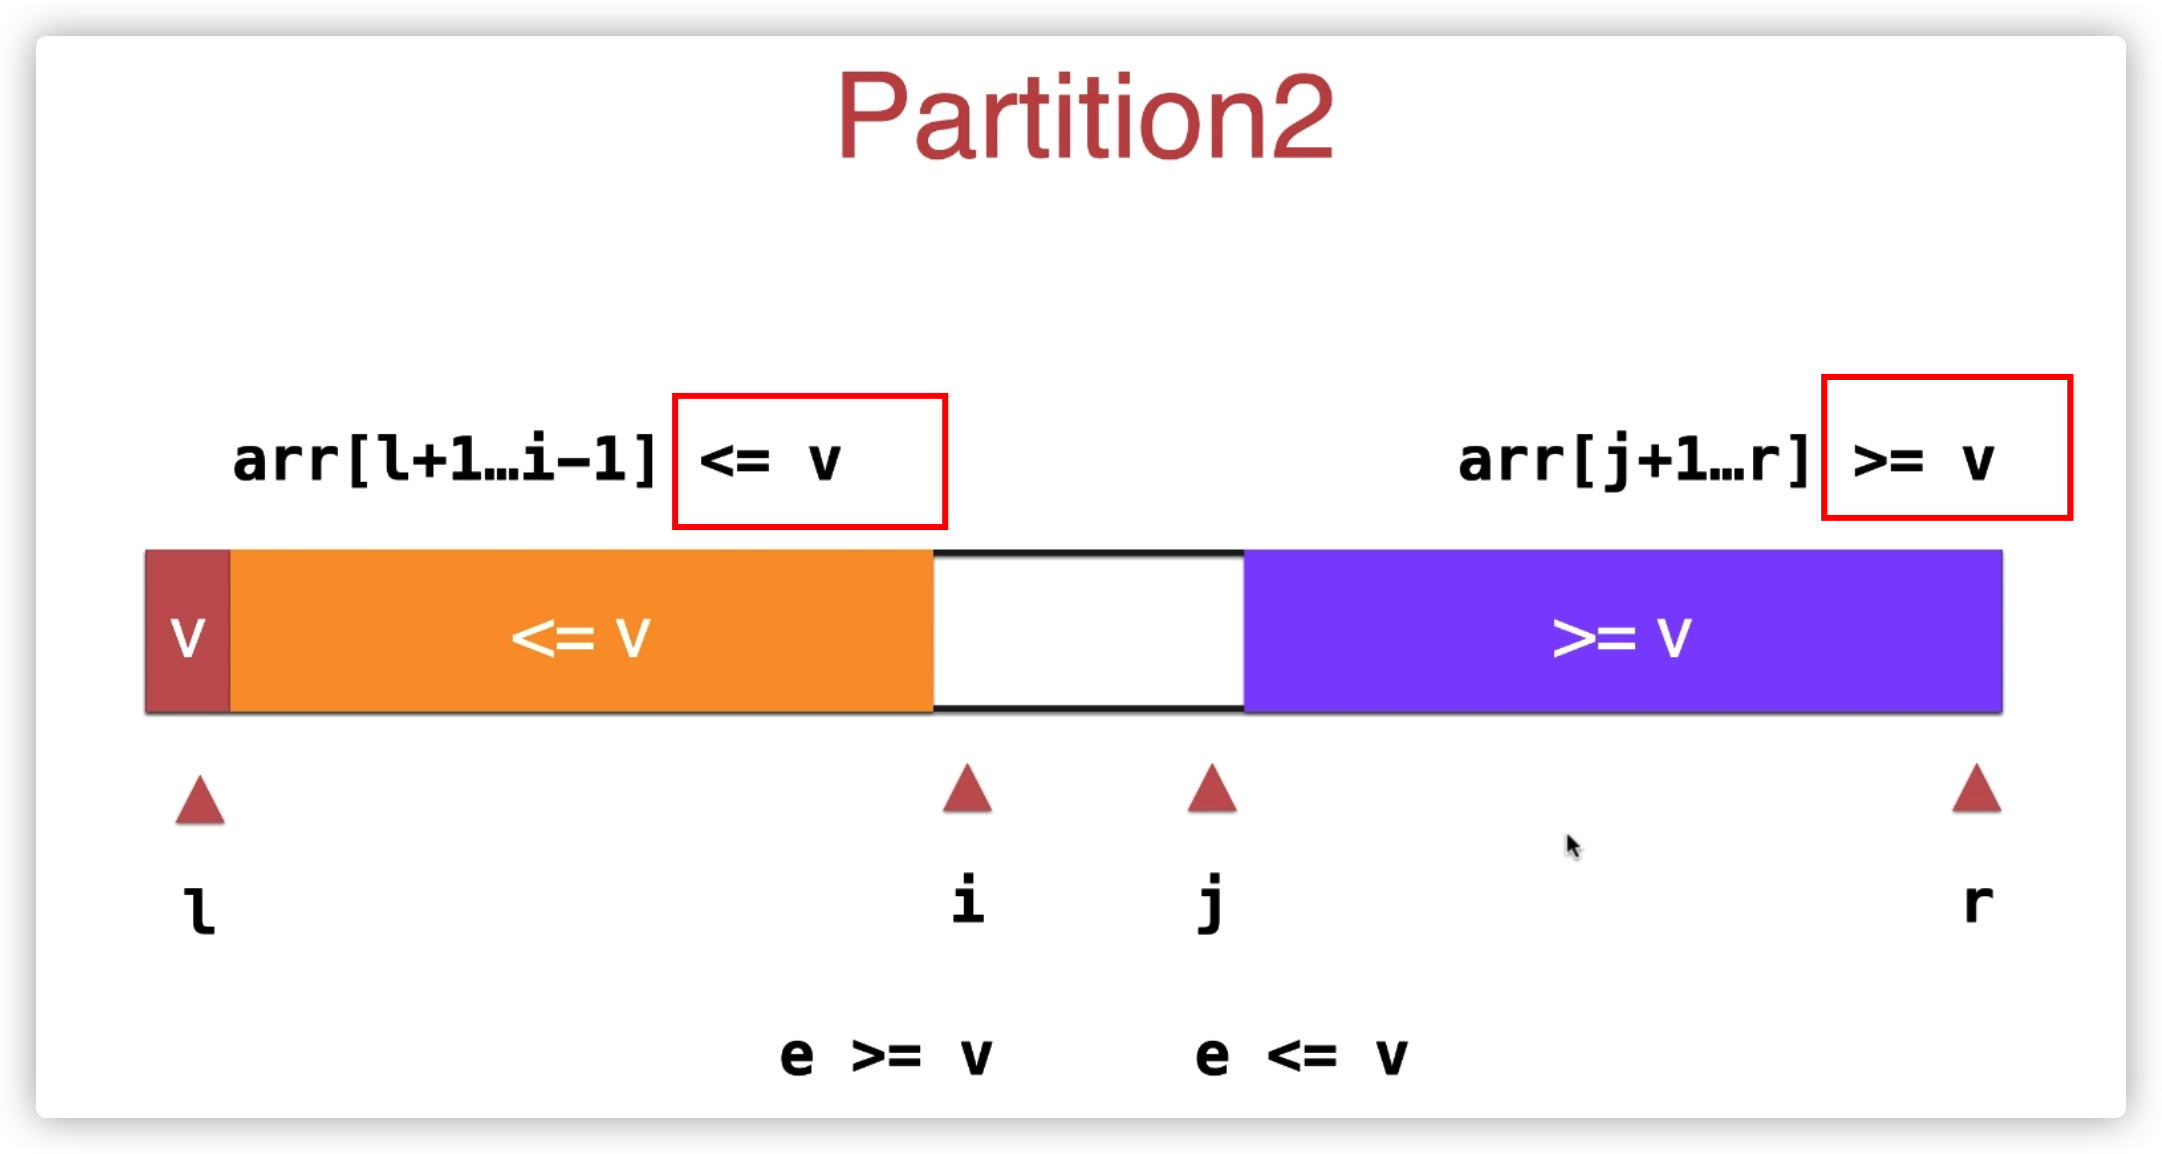 Partition2
arr[l+1…i-1] <= v
arr[j+1…r] >= v
v
<= v
>= v
l
i
j
r
e >= v
e <= v